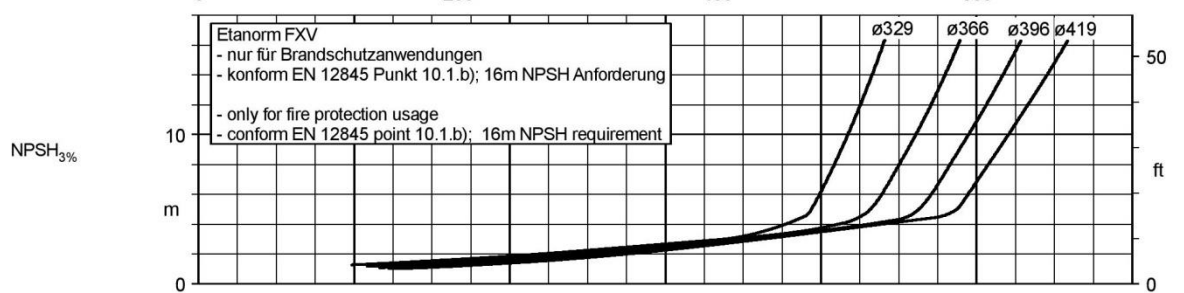 Etanorm FXV
- nur für Brandschutzanwendungen
- konform EN 12845 Punkt 10.1.b); 16m NPSH Anforderung
- only for fire protection usage
- conform EN 12845 point 10.1.b); 16m NPSH requirement
ø329 ø366 ø396 ø419
50
10
NPSH3%
ft
m
0
0